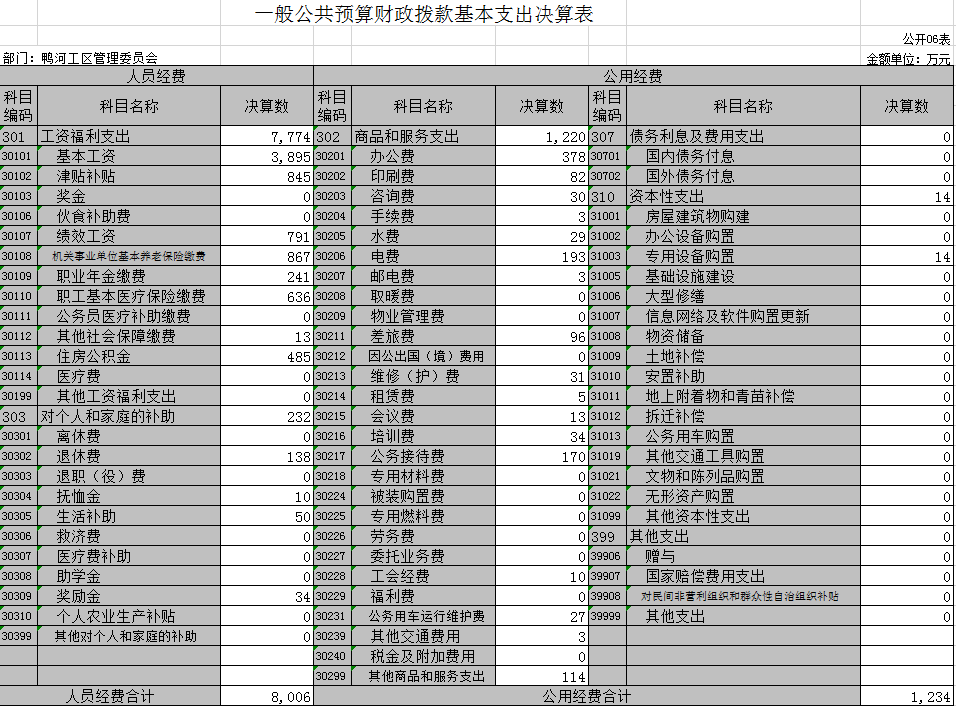 一般公共预算财政拨款基本支出决算表
公开06表
部门：鸭河工区管理委员会 金额单位：万元
人员经费 公用经费
科目编码 科目名称 决算数 科目编码 科目名称 决算数 科目编码 科目名称 决算数
301 工资福利支出 7,774 302 商品和服务支出 1,220 307 债务利息及费用支出 0
30101 基本工资 3,895 30201 办公费 378 30701 国内债务付息 0
30102 津贴补贴 845 30202 印刷费 82 30702 国外债务付息 0
30103 奖金 0 30203 咨询费 30 310 资本性支出 14
30106 伙食补助费 0 30204 手续费 3 31001 房屋建筑物购建 0
30107 绩效工资 791 30205 水费 29 31002 办公设备购置 0
30108 机关事业单位基本养老保险缴费 867 30206 电费 193 31003 专用设备购置 14
30109 职业年金缴费 241 30207 邮电费 3 31005 基础设施建设 0
30110 职工基本医疗保险缴费 636 30208 取暖费 0 31006 大型修缮 0
30111 公务员医疗补助缴费 0 30209 物业管理费 0 31007 信息网络及软件购置更新 0
30112 其他社会保障缴费 13 30211 差旅费 96 31008 物资储备 0
30113 住房公积金 485 30212 因公出国（境）费用 0 31009 土地补偿 0
30114 医疗费 0 30213 维修（护）费 31 31010 安置补助 0
30199 其他工资福利支出 0 30214 租赁费 5 31011 地上附着物和青苗补偿 0
303 对个人和家庭的补助 232 30215 会议费 13 31012 拆迁补偿 0
30301 离休费 0 30216 培训费 34 31013 公务用车购置 0
30302 退休费 138 30217 公务接待费 170 31019 其他交通工具购置 0
30303 退职（役）费 0 30218 专用材料费 0 31021 文物和陈列品购置 0
30304 抚恤金 10 30224 被装购置费 0 31022 无形资产购置 0
30305 生活补助 50 30225 专用燃料费 0 31099 其他资本性支出 0
30306 救济费 0 30226 劳务费 0 399 其他支出 0
30307 医疗费补助 0 30227 委托业务费 0 39906 赠与 0
30308 助学金 0 30228 工会经费 10 39907 国家赔偿费用支出 0
30309 奖励金 34 30229 福利费 0 39908 对民间非营利组织和群众性自治组织补贴 0
30310 个人农业生产补贴 0 30231 公务用车运行维护费 27 39999 其他支出 0
30399 其他对个人和家庭的补助 0 30239 其他交通费用 3
30240 税金及附加费用 0
30299 其他商品和服务支出 114
人员经费合计 8,006 公用经费合计 1,234